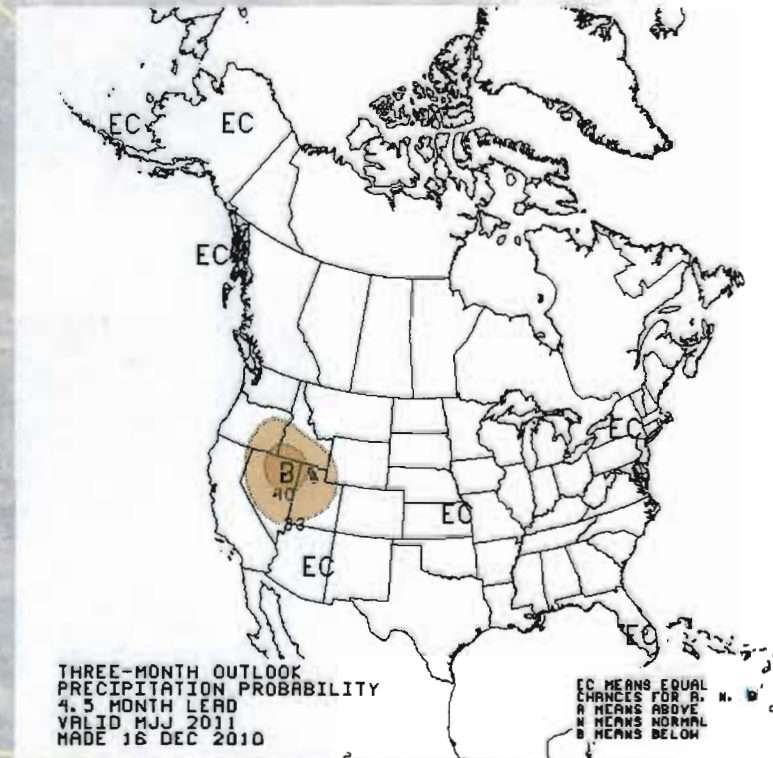 EC
EC
EC
EC
B
40
33
EC
EC
EC
THREE-MONTH OUTLOOK
PRECIPITATION PROBABILITY
4.5 MONTH LEAD
VALID MJJ 2011
MADE 16 DEC 2010
EC MEANS EQUAL
CHANCES FOR A, N, B
A MEANS ABOVE
N MEANS NORMAL
B MEANS BELOW